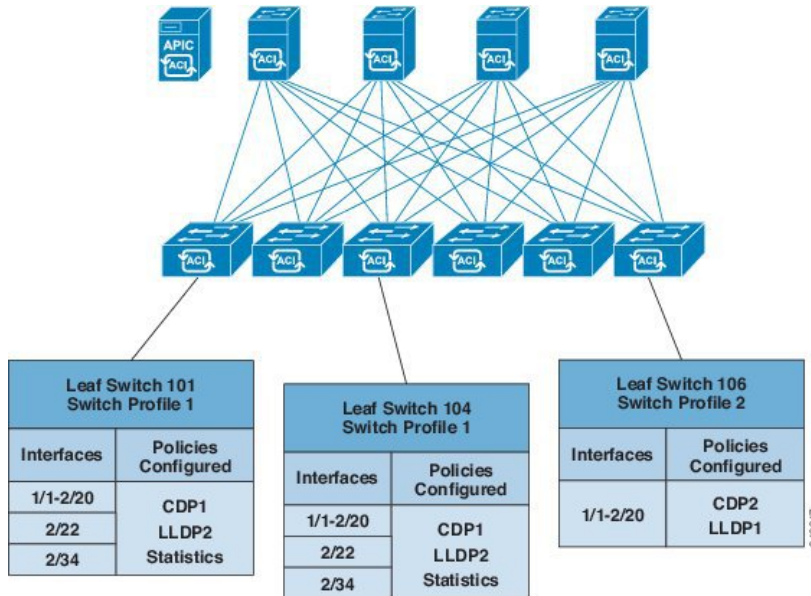 APIC
ACI
ACI
ACI
ACI
ACI
ACI
ACI
ACI
ACI
ACI
ACI
Leaf Switch 101
Switch Profile 1
Interfaces
Policies
Configured
1/1-2/20
2/22
2/34
CDP1
LLDP2
Statistics
Leaf Switch 104
Switch Profile 1
Interfaces
Policies
Configured
1/1-2/20
2/22
2/34
CDP1
LLDP2
Statistics
Leaf Switch 106
Switch Profile 2
Interfaces
Policies
Configured
1/1-2/20
CDP2
LLDP1